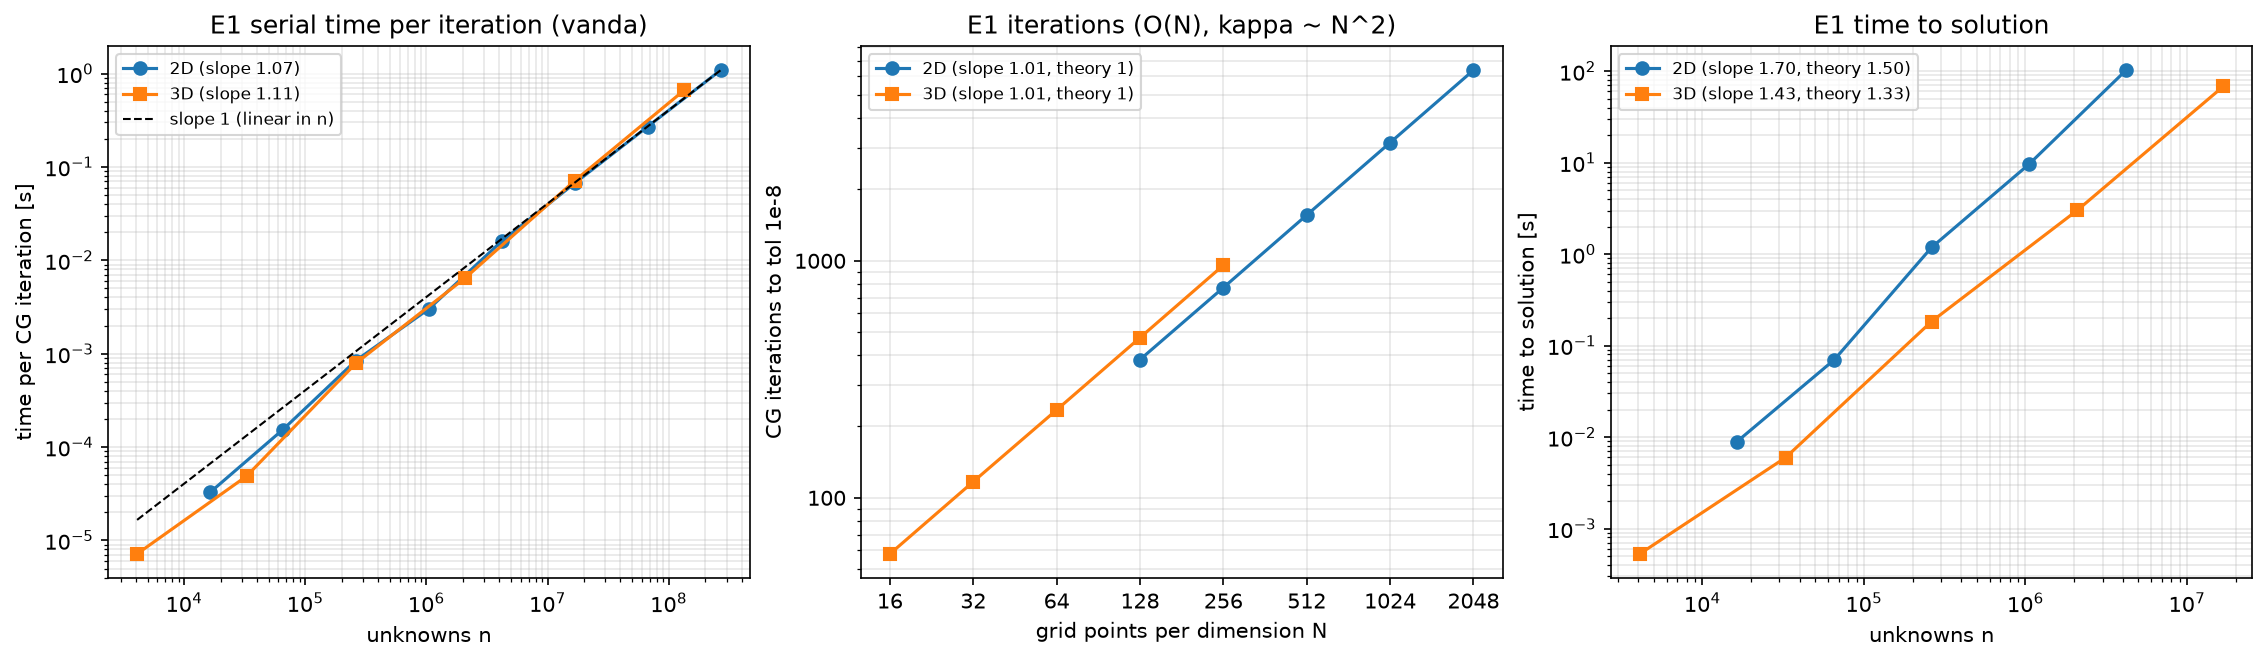 E1 serial time per iteration (vanda)
2D (slope 1.07)
3D (slope 1.11)
slope 1 (linear in n)
time per CG iteration [s]
10^0
10^-1
10^-2
10^-3
10^-4
10^-5
10^4 10^5 10^6 10^7 10^8
unknowns n
E1 iterations (O(N), kappa ~ N^2)
2D (slope 1.01, theory 1)
3D (slope 1.01, theory 1)
CG iterations to tol 1e-8
1000
100
16 32 64 128 256 512 1024 2048
grid points per dimension N
E1 time to solution
2D (slope 1.70, theory 1.50)
3D (slope 1.43, theory 1.33)
time to solution [s]
10^2
10^1
10^0
10^-1
10^-2
10^-3
10^4 10^5 10^6 10^7
unknowns n